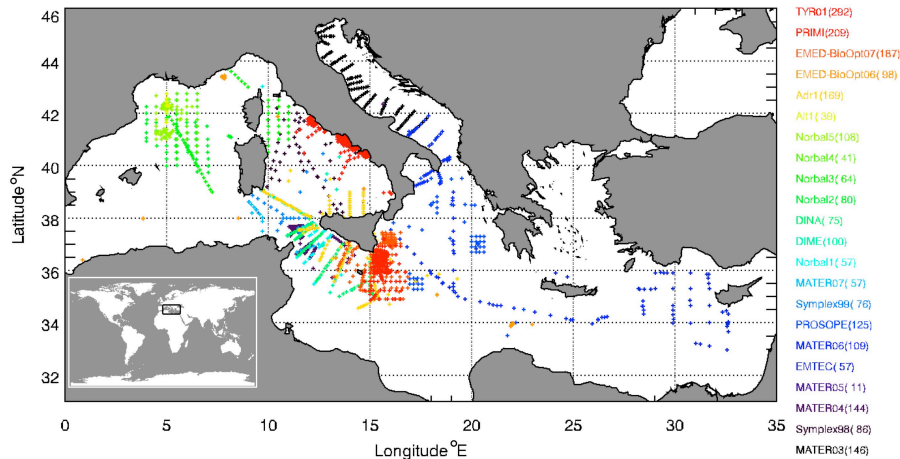 46
44
42
40
38
36
34
32
Latitude°N
0
5
10
15
20
25
30
35
Longitude°E
TYR01(292)
PRIMI(209)
EMED-BioOpt07(187)
EMED-BioOpt06( 98)
Adr1(169)
Alt1( 39)
Norbal5(108)
Norbal4( 41)
Norbal3( 64)
Norbal2( 80)
DINA( 75)
DIME(100)
Norbal1( 57)
MATER07( 57)
Symplex99( 76)
PROSOPE(125)
MATER06(109)
EMTEC( 57)
MATER05( 11)
MATER04(144)
Symplex98( 86)
MATER03(146)